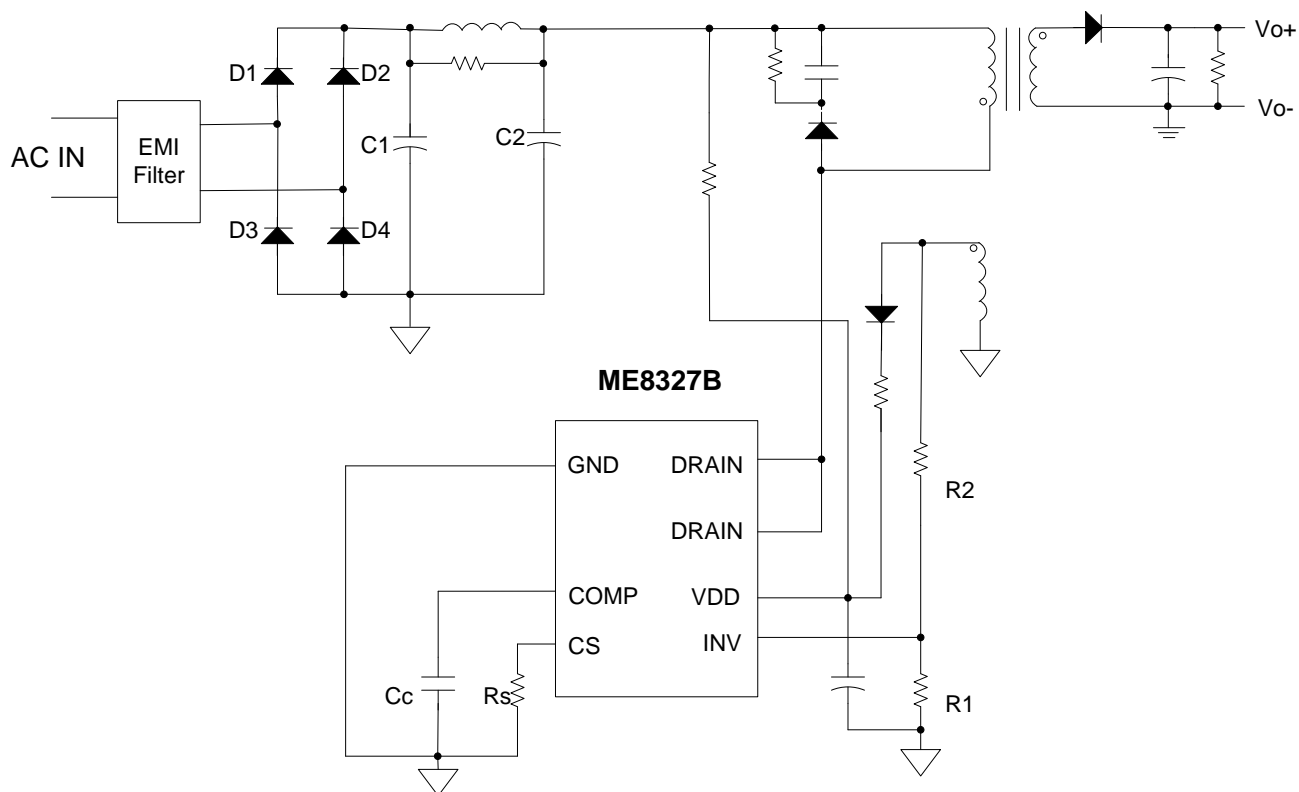 Vo+
D1
D2
EMI
Filter
AC IN
C1
C2
Vo-
D3
D4
ME8327B
GND
DRAIN
R2
DRAIN
COMP
VDD
CS
INV
Cc
Rs
R1